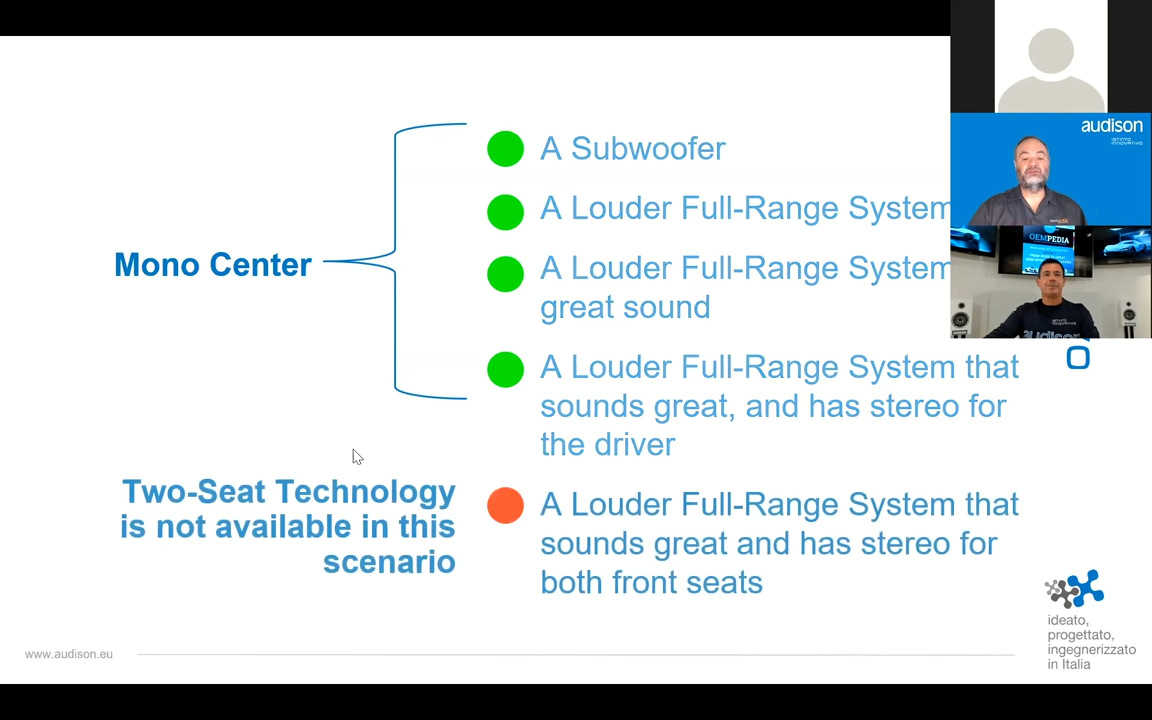 audison
A Subwoofer
A Louder Full-Range System
OEMPEDIA
Mono Center
A Louder Full-Range System
great sound
audison
A Louder Full-Range System that
sounds great, and has stereo for
the driver
Two-Seat Technology
is not available in this
scenario
A Louder Full-Range System that
sounds great and has stereo for
both front seats
ideato,
progettato,
ingegnerizzato
in Italia
www.audison.eu